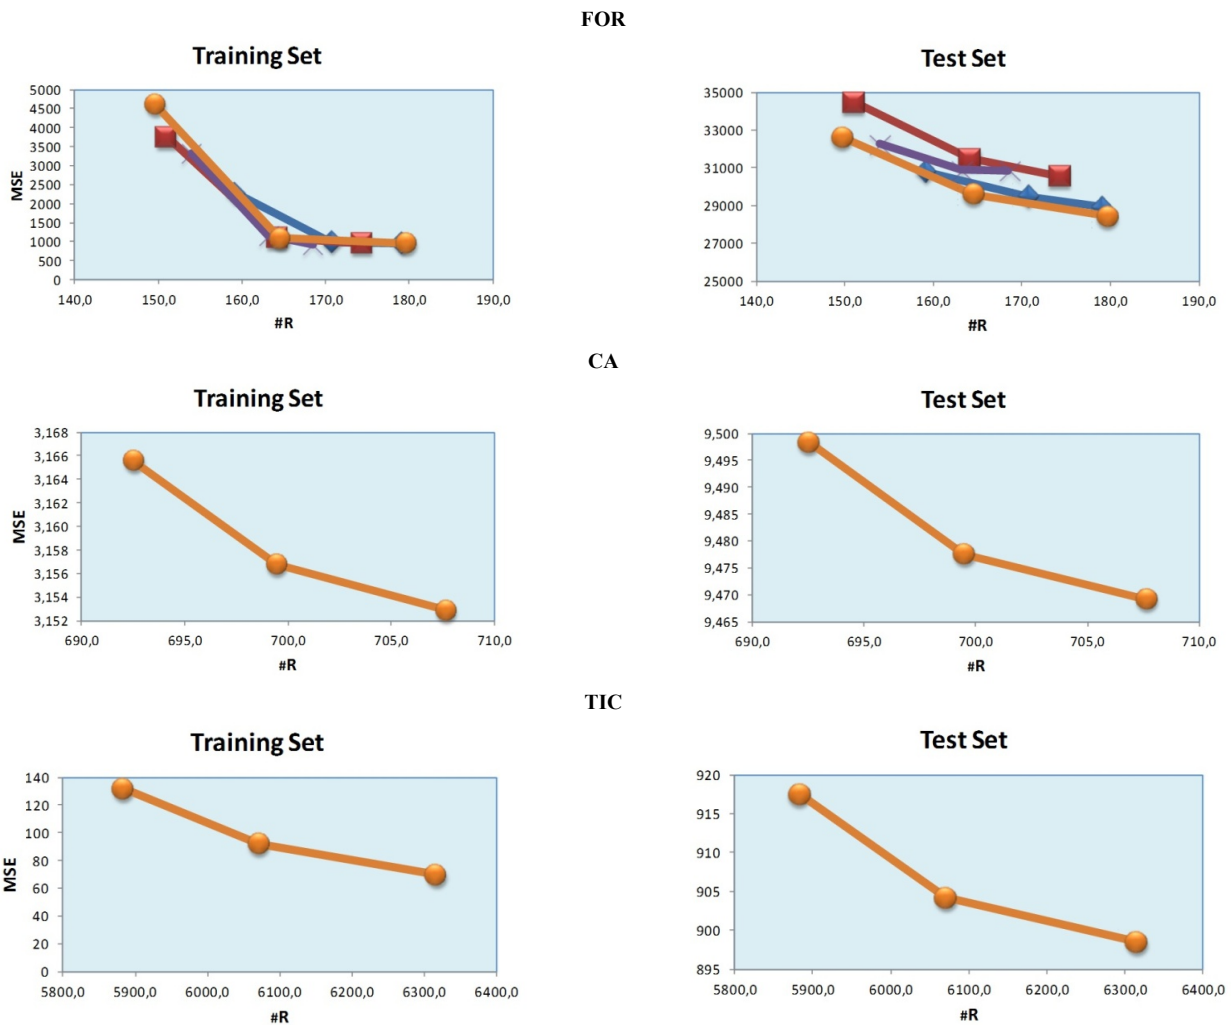 FOR
Training Set
5000
4500
4000
3500
3000
2500
2000
1500
1000
500
0
MSE
140,0 150,0 160,0 170,0 180,0 190,0
#R
Test Set
35000
33000
31000
29000
27000
25000
140,0 150,0 160,0 170,0 180,0 190,0
#R
CA
Training Set
3,168
3,166
3,164
3,162
3,160
3,158
3,156
3,154
3,152
MSE
690,0 695,0 700,0 705,0 710,0
#R
Test Set
9,500
9,495
9,490
9,485
9,480
9,475
9,470
9,465
690,0 695,0 700,0 705,0 710,0
#R
TIC
Training Set
140
120
100
80
60
40
20
0
MSE
5800,0 5900,0 6000,0 6100,0 6200,0 6300,0 6400,0
#R
Test Set
920
915
910
905
900
895
5800,0 5900,0 6000,0 6100,0 6200,0 6300,0 6400,0
#R